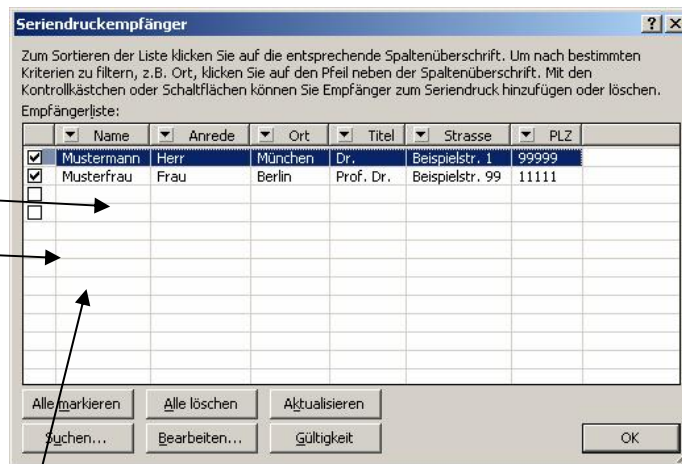 Seriendruckempfänger
Zum Sortieren der Liste klicken Sie auf die entsprechende Spaltenüberschrift. Um nach bestimmten
Kriterien zu filtern, z.B. Ort, klicken Sie auf den Pfeil neben der Spaltenüberschrift. Mit den
Kontrollkästchen oder Schaltflächen können Sie Empfänger zum Seriendruck hinzufügen oder löschen.
Empfängerliste:
Name Anrede Ort Titel Strasse PLZ
Mustermann Herr München Dr. Beispielstr. 1 99999
Musterfrau Frau Berlin Prof. Dr. Beispielstr. 99 11111
Alle markieren Alle löschen Aktualisieren
Suchen... Bearbeiten... Gültigkeit OK